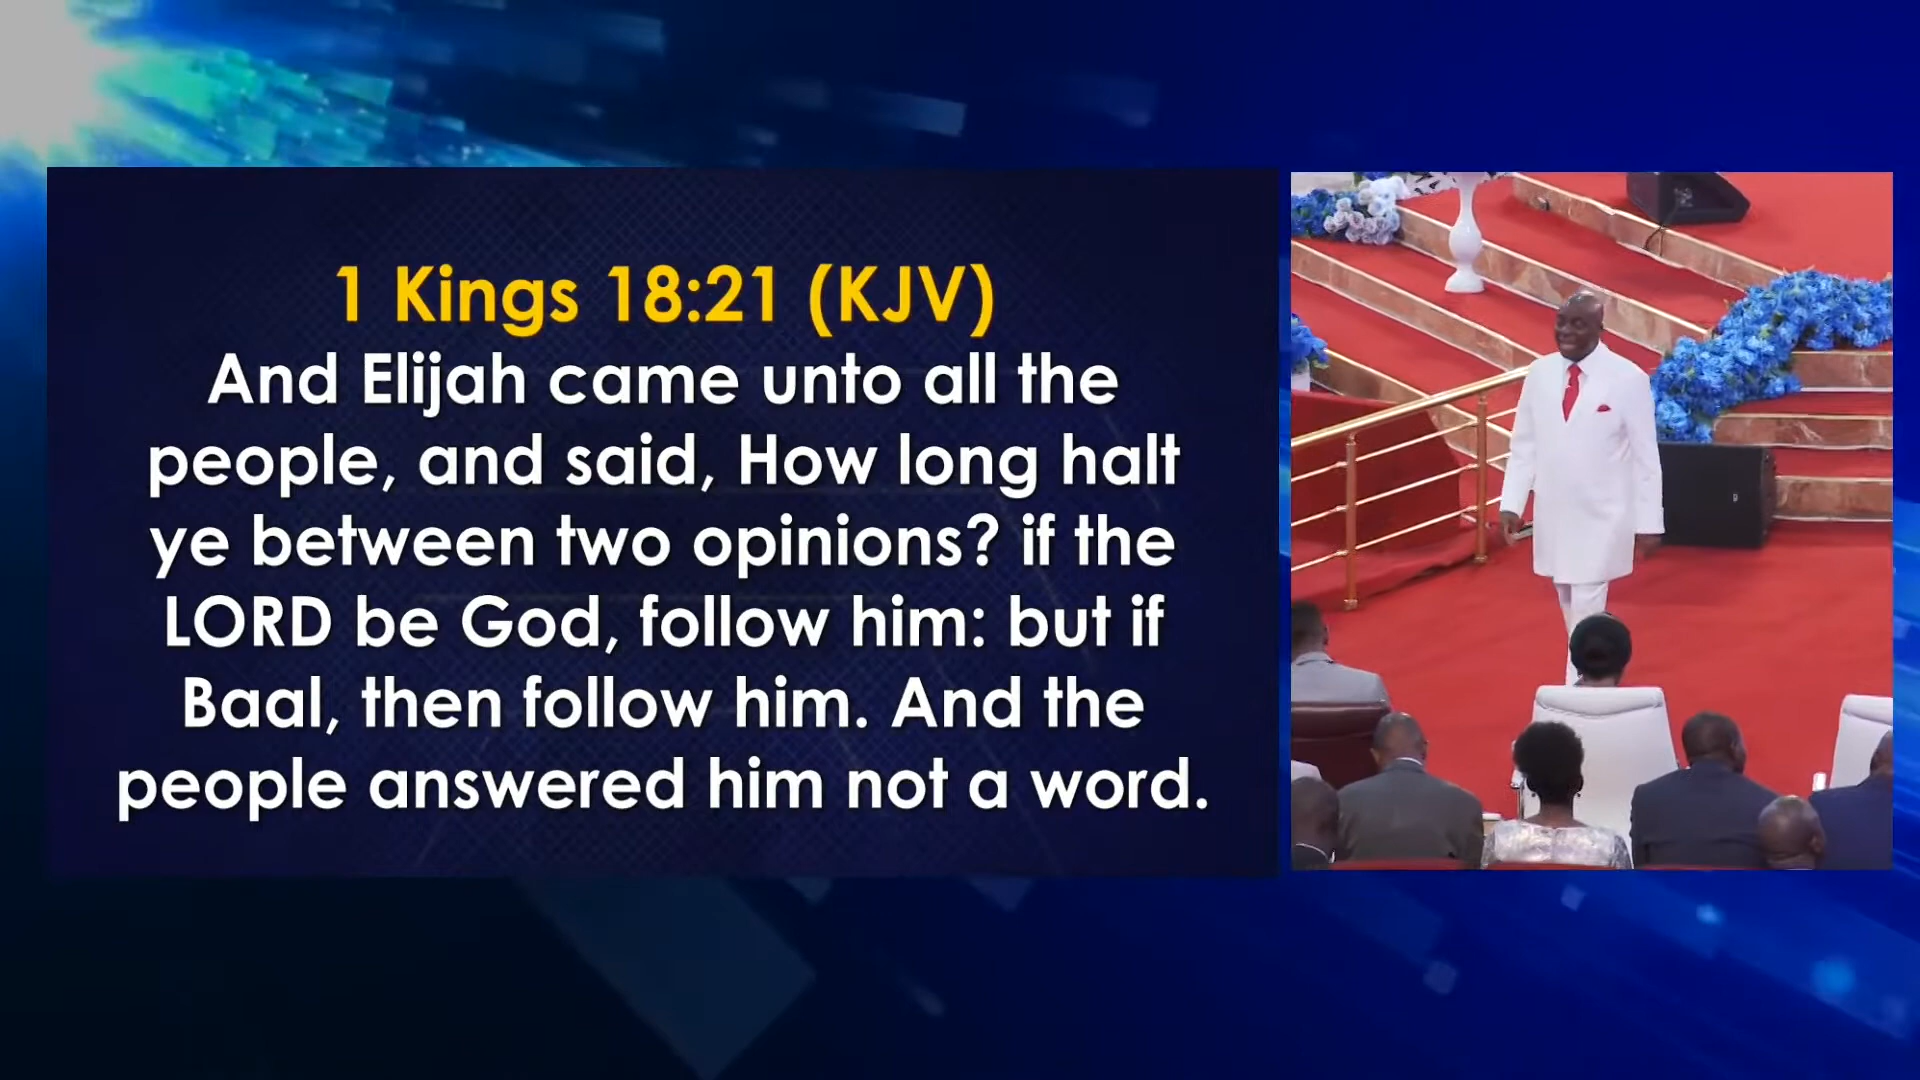 1 Kings 18:21 (KJV)
And Elijah came unto all the
people, and said, How long halt
ye between two opinions? if the
LORD be God, follow him: but if
Baal, then follow him. And the
people answered him not a word.